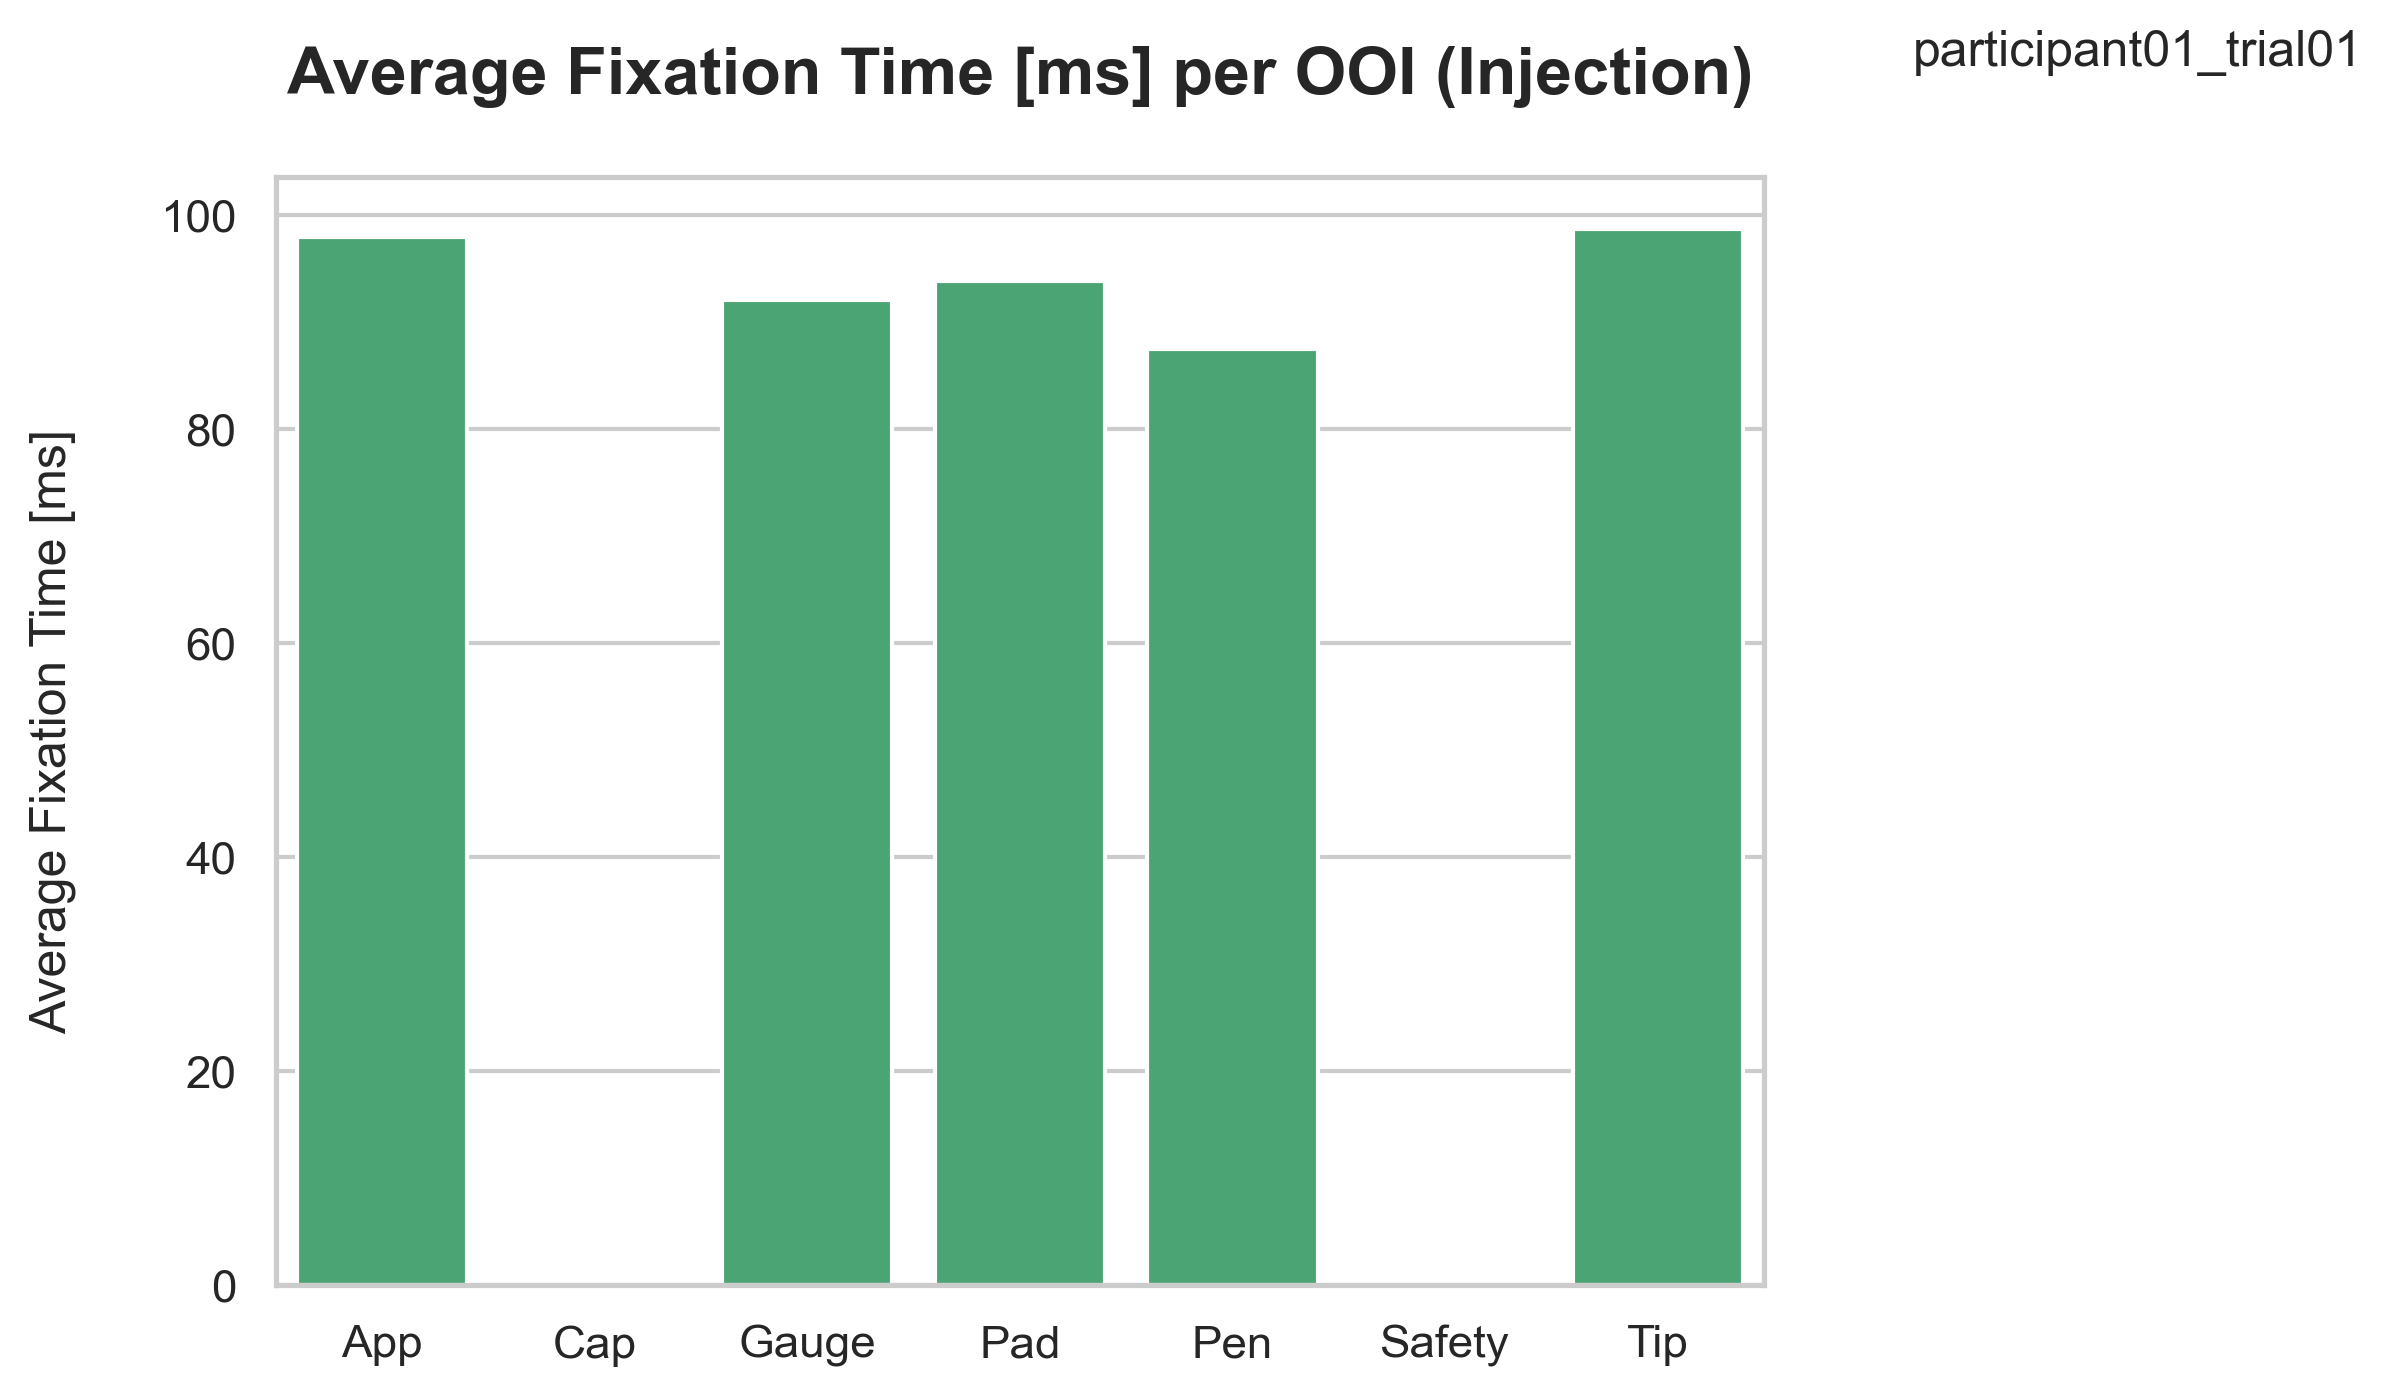 participant01_trial01
Average Fixation Time [ms] per OOI (Injection)
Average Fixation Time [ms]
100
80
60
40
20
0
App Cap Gauge Pad Pen Safety Tip